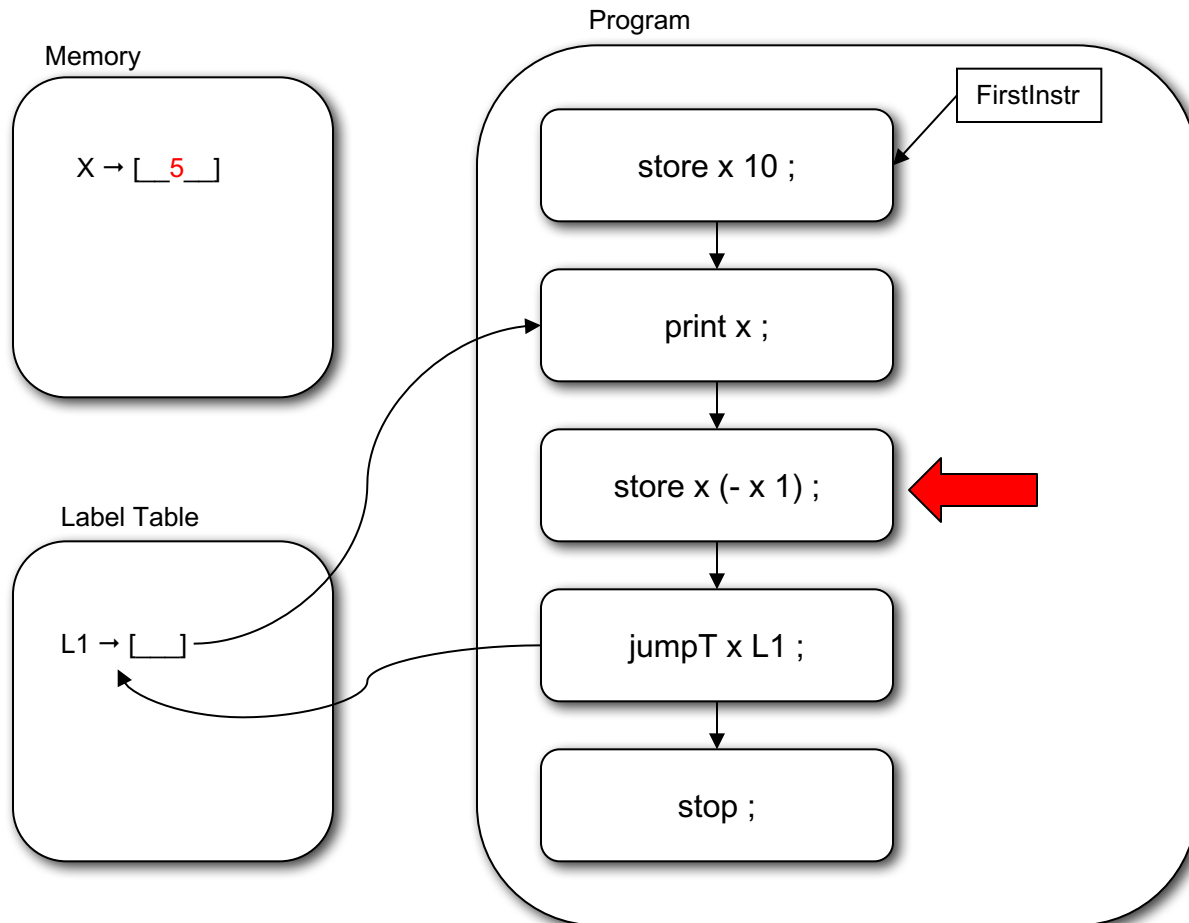 Program
Memory
FirstInstr
X → [__5__]
store x 10 ;
print x ;
store x (- x 1) ;
Label Table
L1 → [___]
jumpT x L1 ;
stop ;